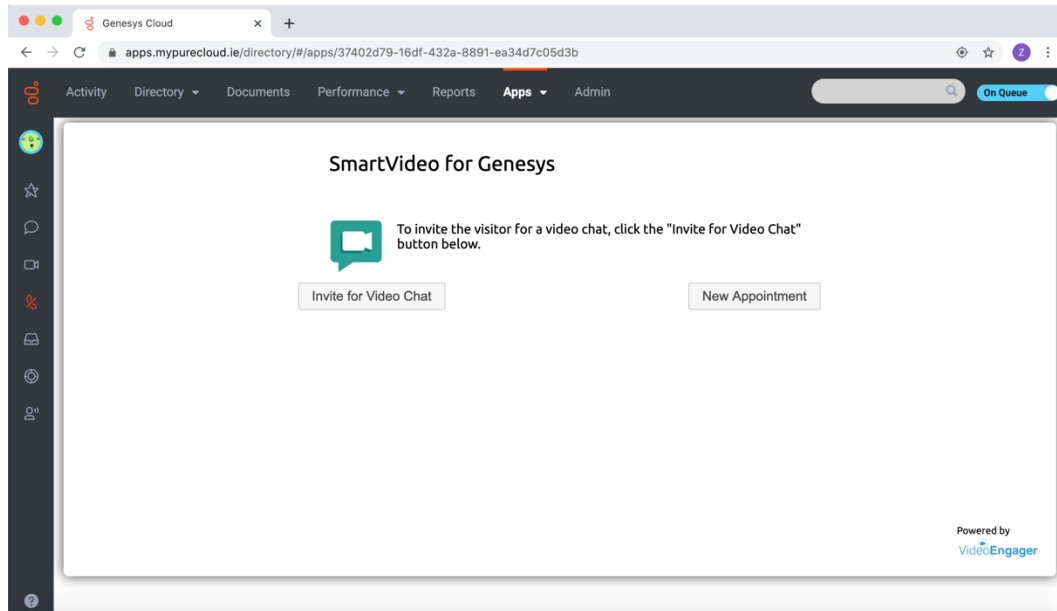 Genesys Cloud
apps.mypurecloud.ie/directory/#/apps/37402d79-16df-432a-8891-ea34d7c05d3b
Z
Activity Directory Documents Performance Reports Apps Admin
On Queue
SmartVideo for Genesys
To invite the visitor for a video chat, click the "Invite for Video Chat"
button below.
Invite for Video Chat
New Appointment
Powered by
VideoEngager